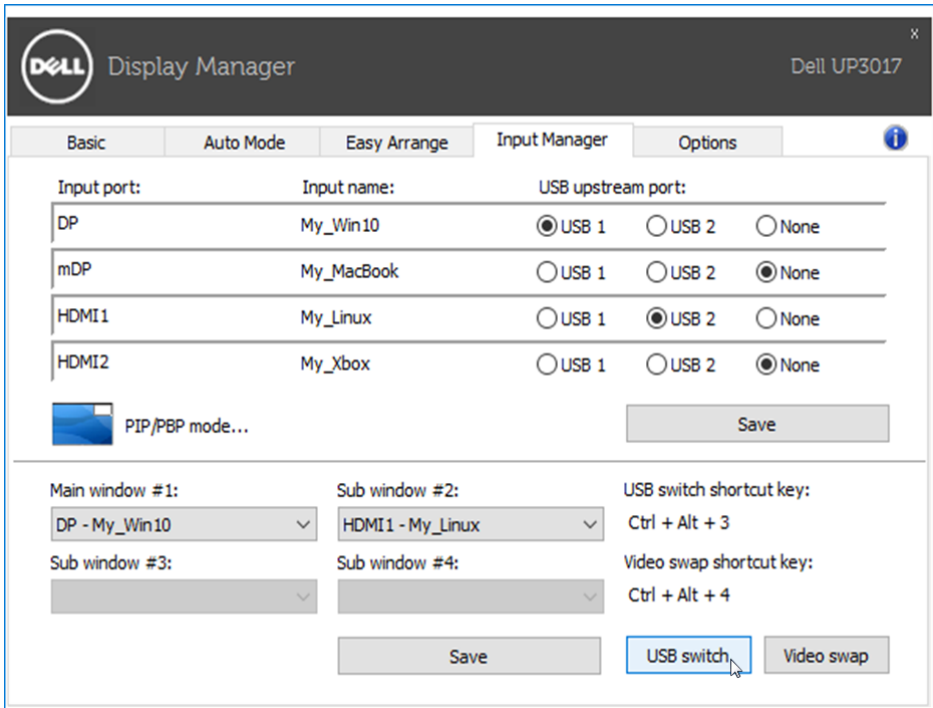 x
DELL Display Manager Dell UP3017
Basic Auto Mode Easy Arrange Input Manager Options i
Input port: Input name: USB upstream port:
DP My_Win10 USB 1 USB 2 None
mDP My_MacBook USB 1 USB 2 None
HDMI1 My_Linux USB 1 USB 2 None
HDMI2 My_Xbox USB 1 USB 2 None
PIP/PBP mode... Save
Main window #1: Sub window #2: USB switch shortcut key:
DP - My_Win10 HDMI1 - My_Linux Ctrl + Alt + 3
Sub window #3: Sub window #4: Video swap shortcut key:
Ctrl + Alt + 4
Save USB switch Video swap